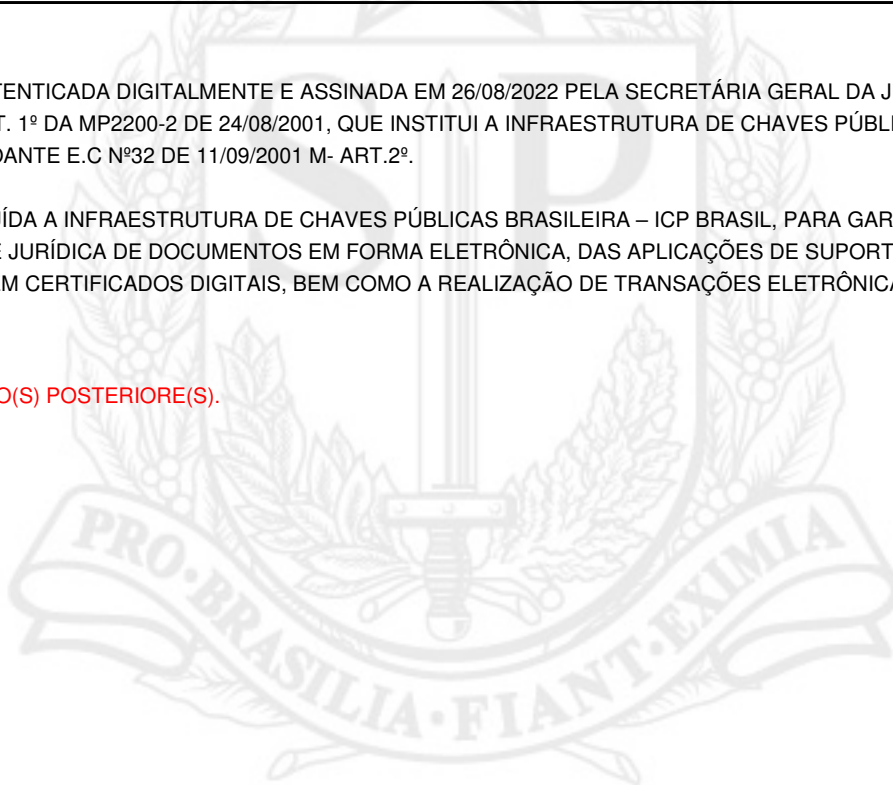 TENTICADA DIGITALMENTE E ASSINADA EM 26/08/2022 PELA SECRETÁRIA GERAL DA J
T. 1º DA MP2200-2 DE 24/08/2001, QUE INSTITUI A INFRAESTRUTURA DE CHAVES PÚBL
DANTE E.C Nº32 DE 11/09/2001 M- ART.2º.
ÍDA A INFRAESTRUTURA DE CHAVES PÚBLICAS BRASILEIRA – ICP BRASIL, PARA GAR
E JURÍDICA DE DOCUMENTOS EM FORMA ELETRÔNICA, DAS APLICAÇÕES DE SUPORT
EM CERTIFICADOS DIGITAIS, BEM COMO A REALIZAÇÃO DE TRANSAÇÕES ELETRÔNICA
O(S) POSTERIORE(S).
SP
PRO·BRASILIA·FIANT·EXIMIA